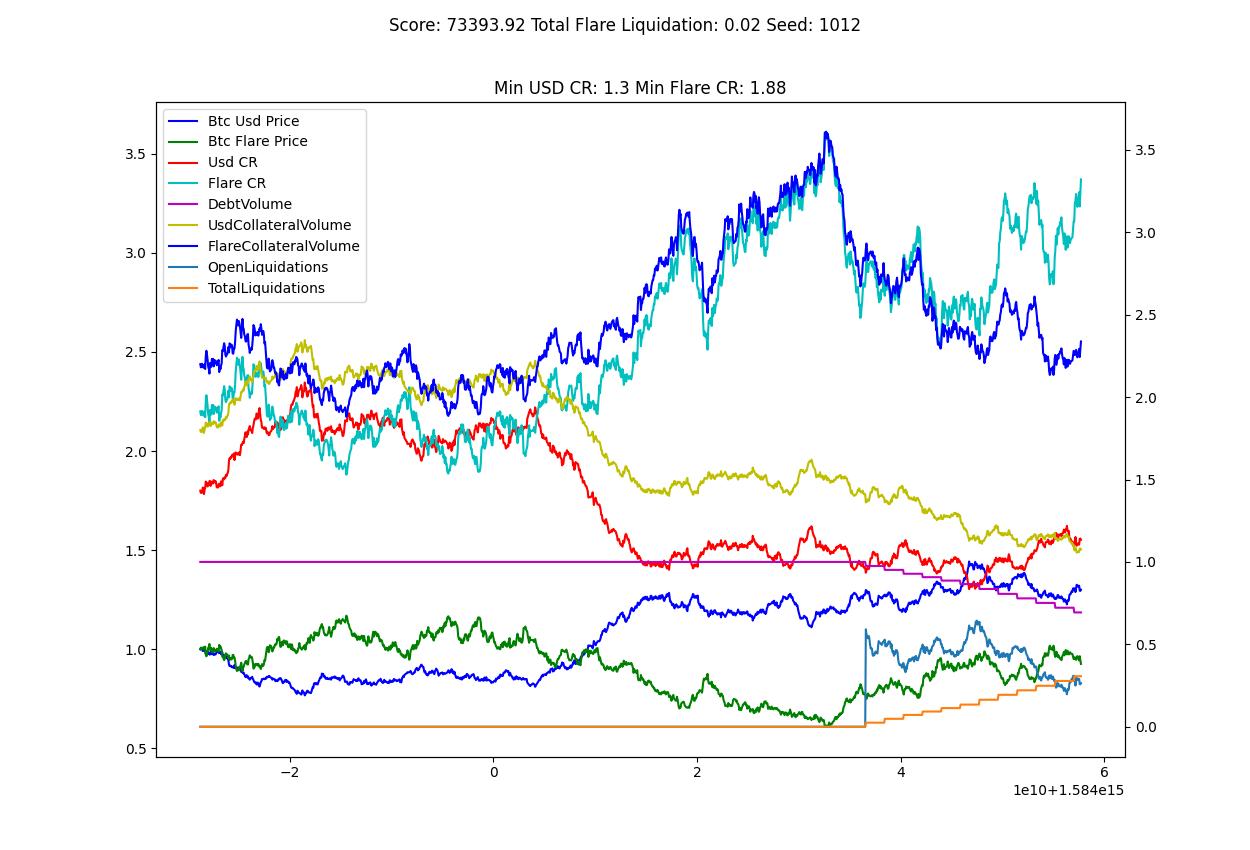 Score: 73393.92 Total Flare Liquidation: 0.02 Seed: 1012
Min USD CR: 1.3 Min Flare CR: 1.88
Btc Usd Price
Btc Flare Price
Usd CR
Flare CR
DebtVolume
UsdCollateralVolume
FlareCollateralVolume
OpenLiquidations
TotalLiquidations
3.5
3.0
2.5
2.0
1.5
1.0
0.5
3.5
3.0
2.5
2.0
1.5
1.0
0.5
0.0
−2 0 2 4 6
1e10+1.584e15